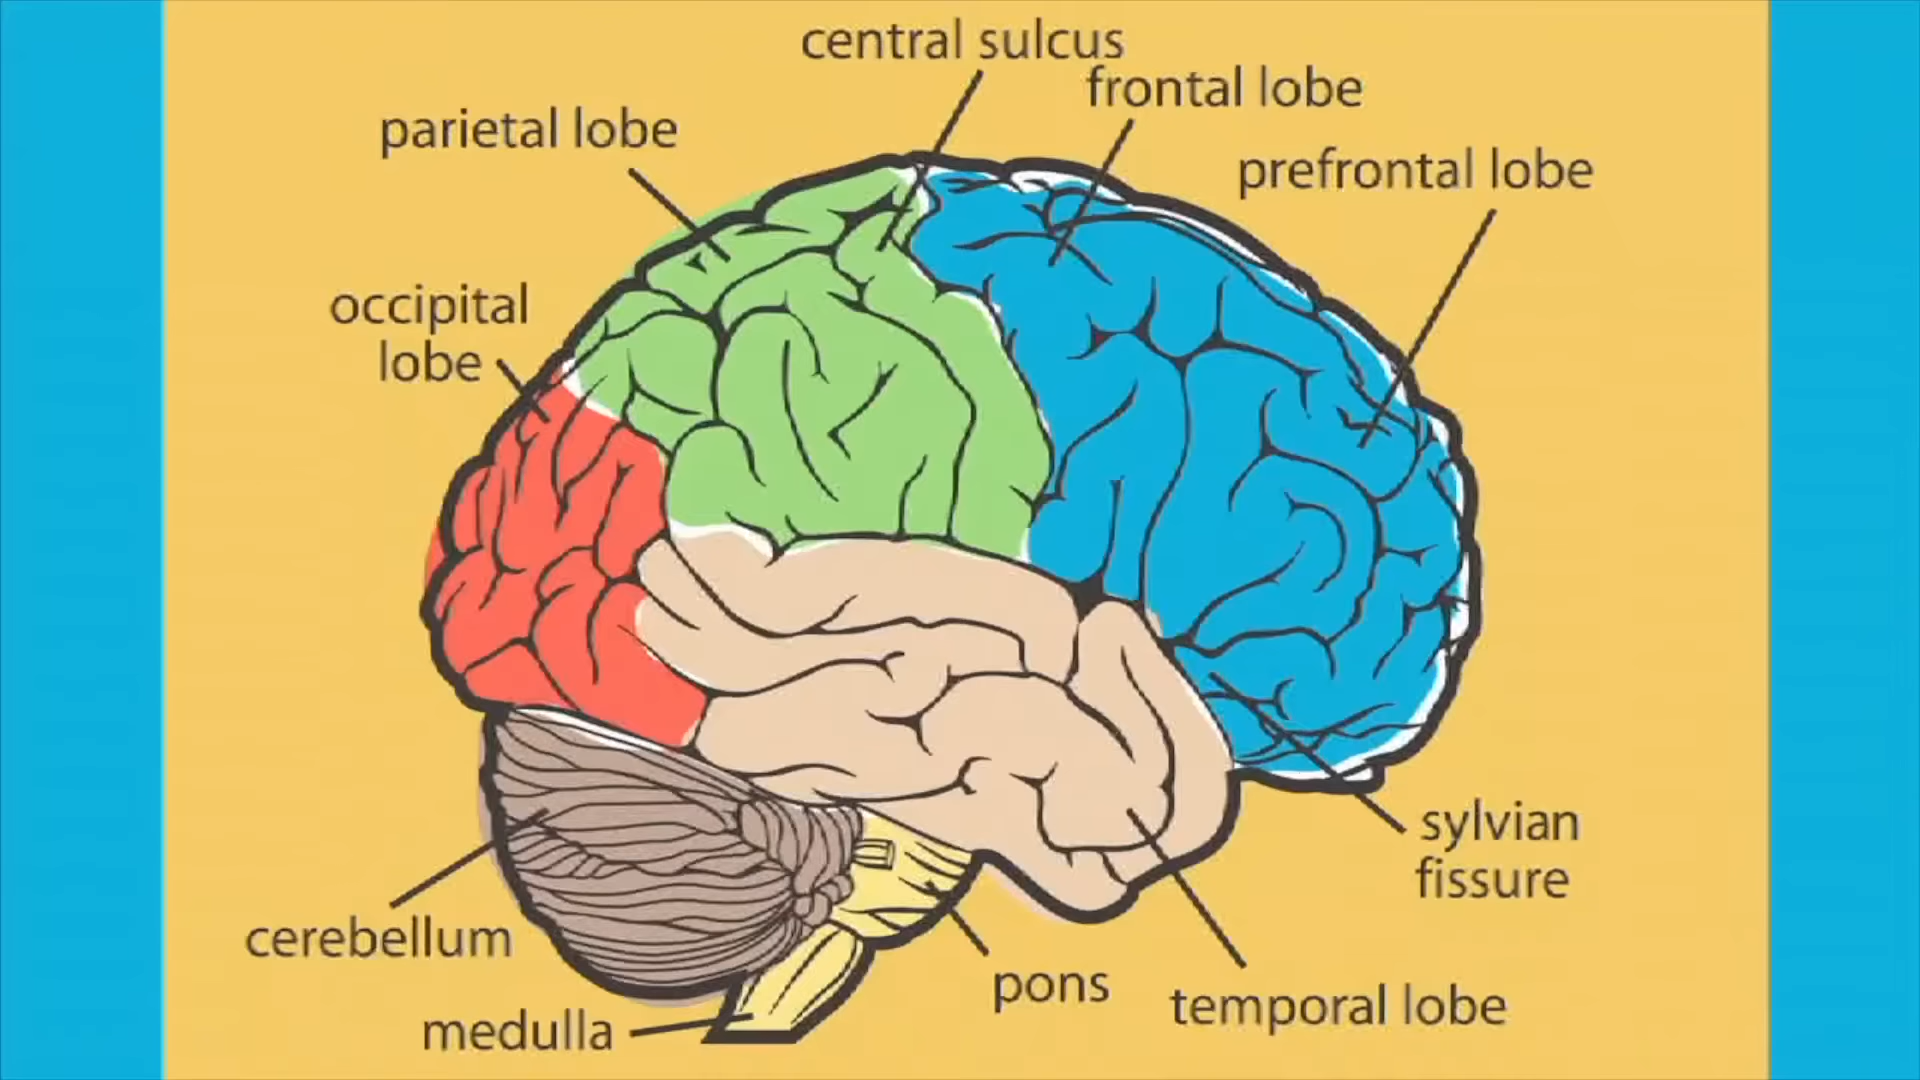 central sulcus
frontal lobe
parietal lobe
prefrontal lobe
occipital
lobe
sylvian
fissure
cerebellum
pons
temporal lobe
medulla